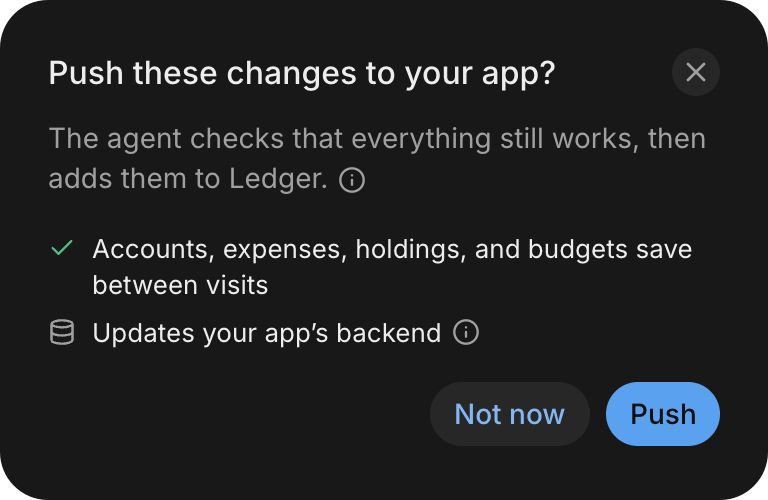 Push these changes to your app?
The agent checks that everything still works, then
adds them to Ledger.
Accounts, expenses, holdings, and budgets save
between visits
Updates your app’s backend
Not now
Push